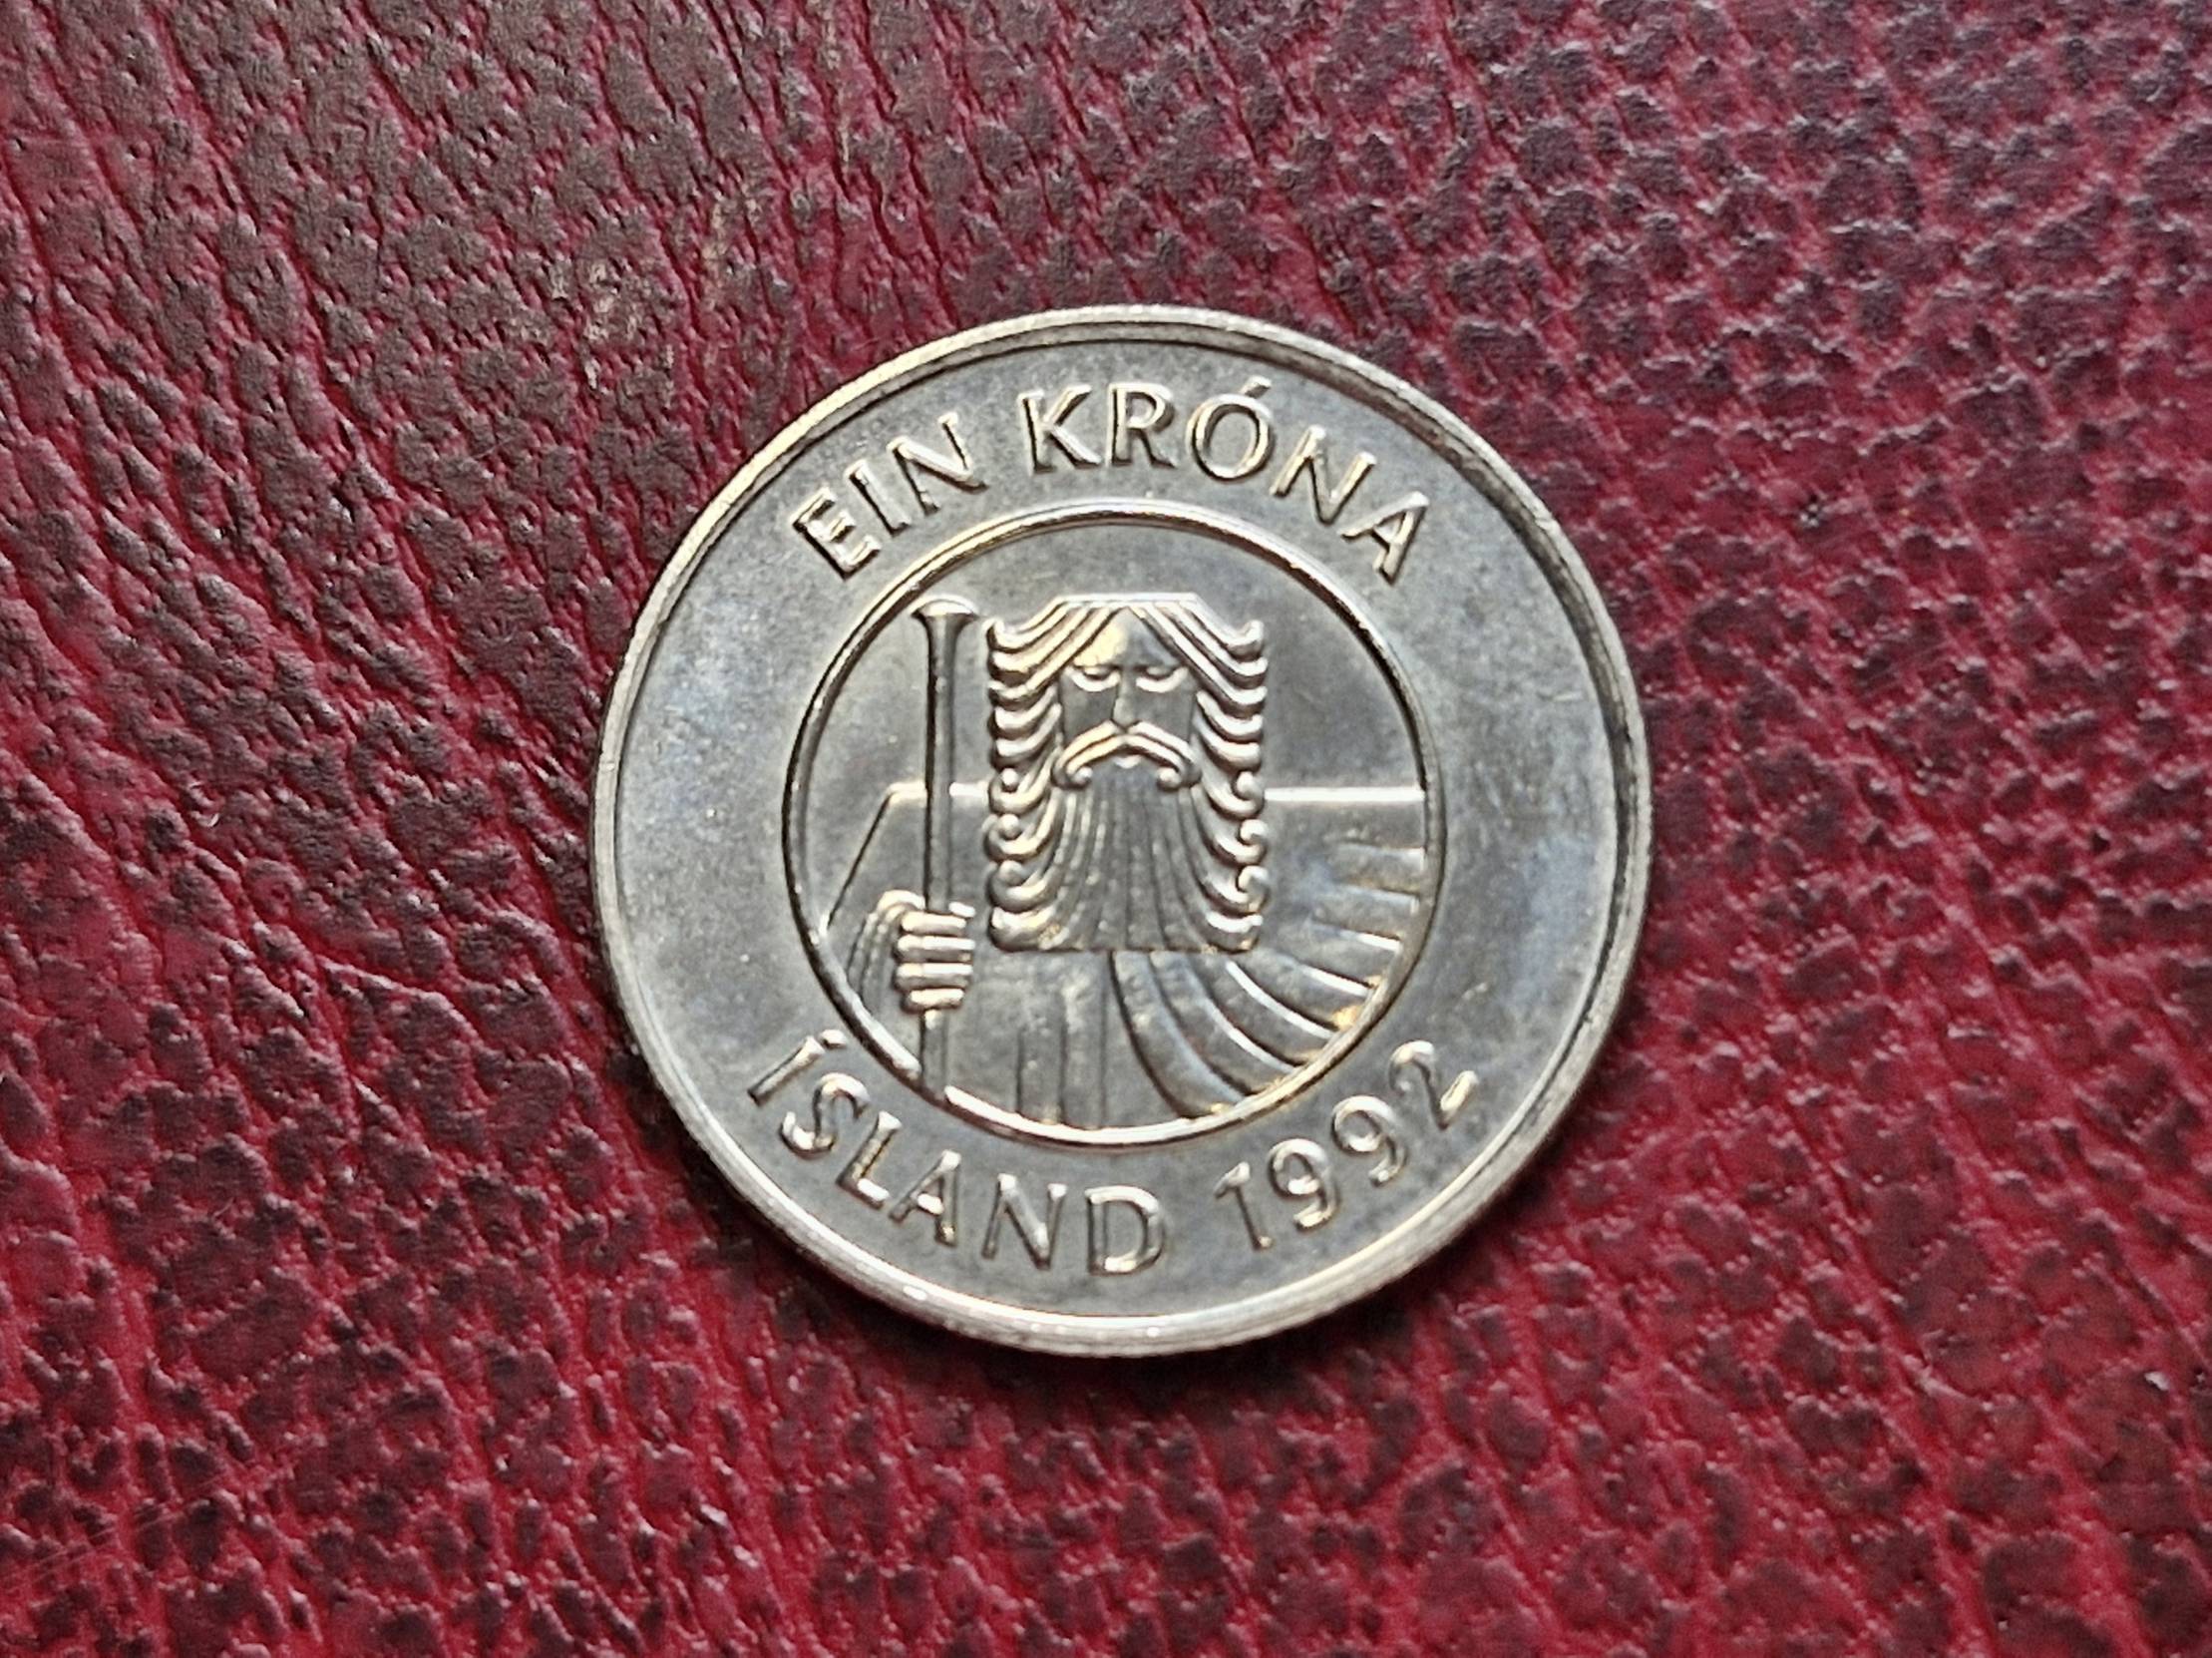 EIN KRÓNA
ÍSLAND 1992